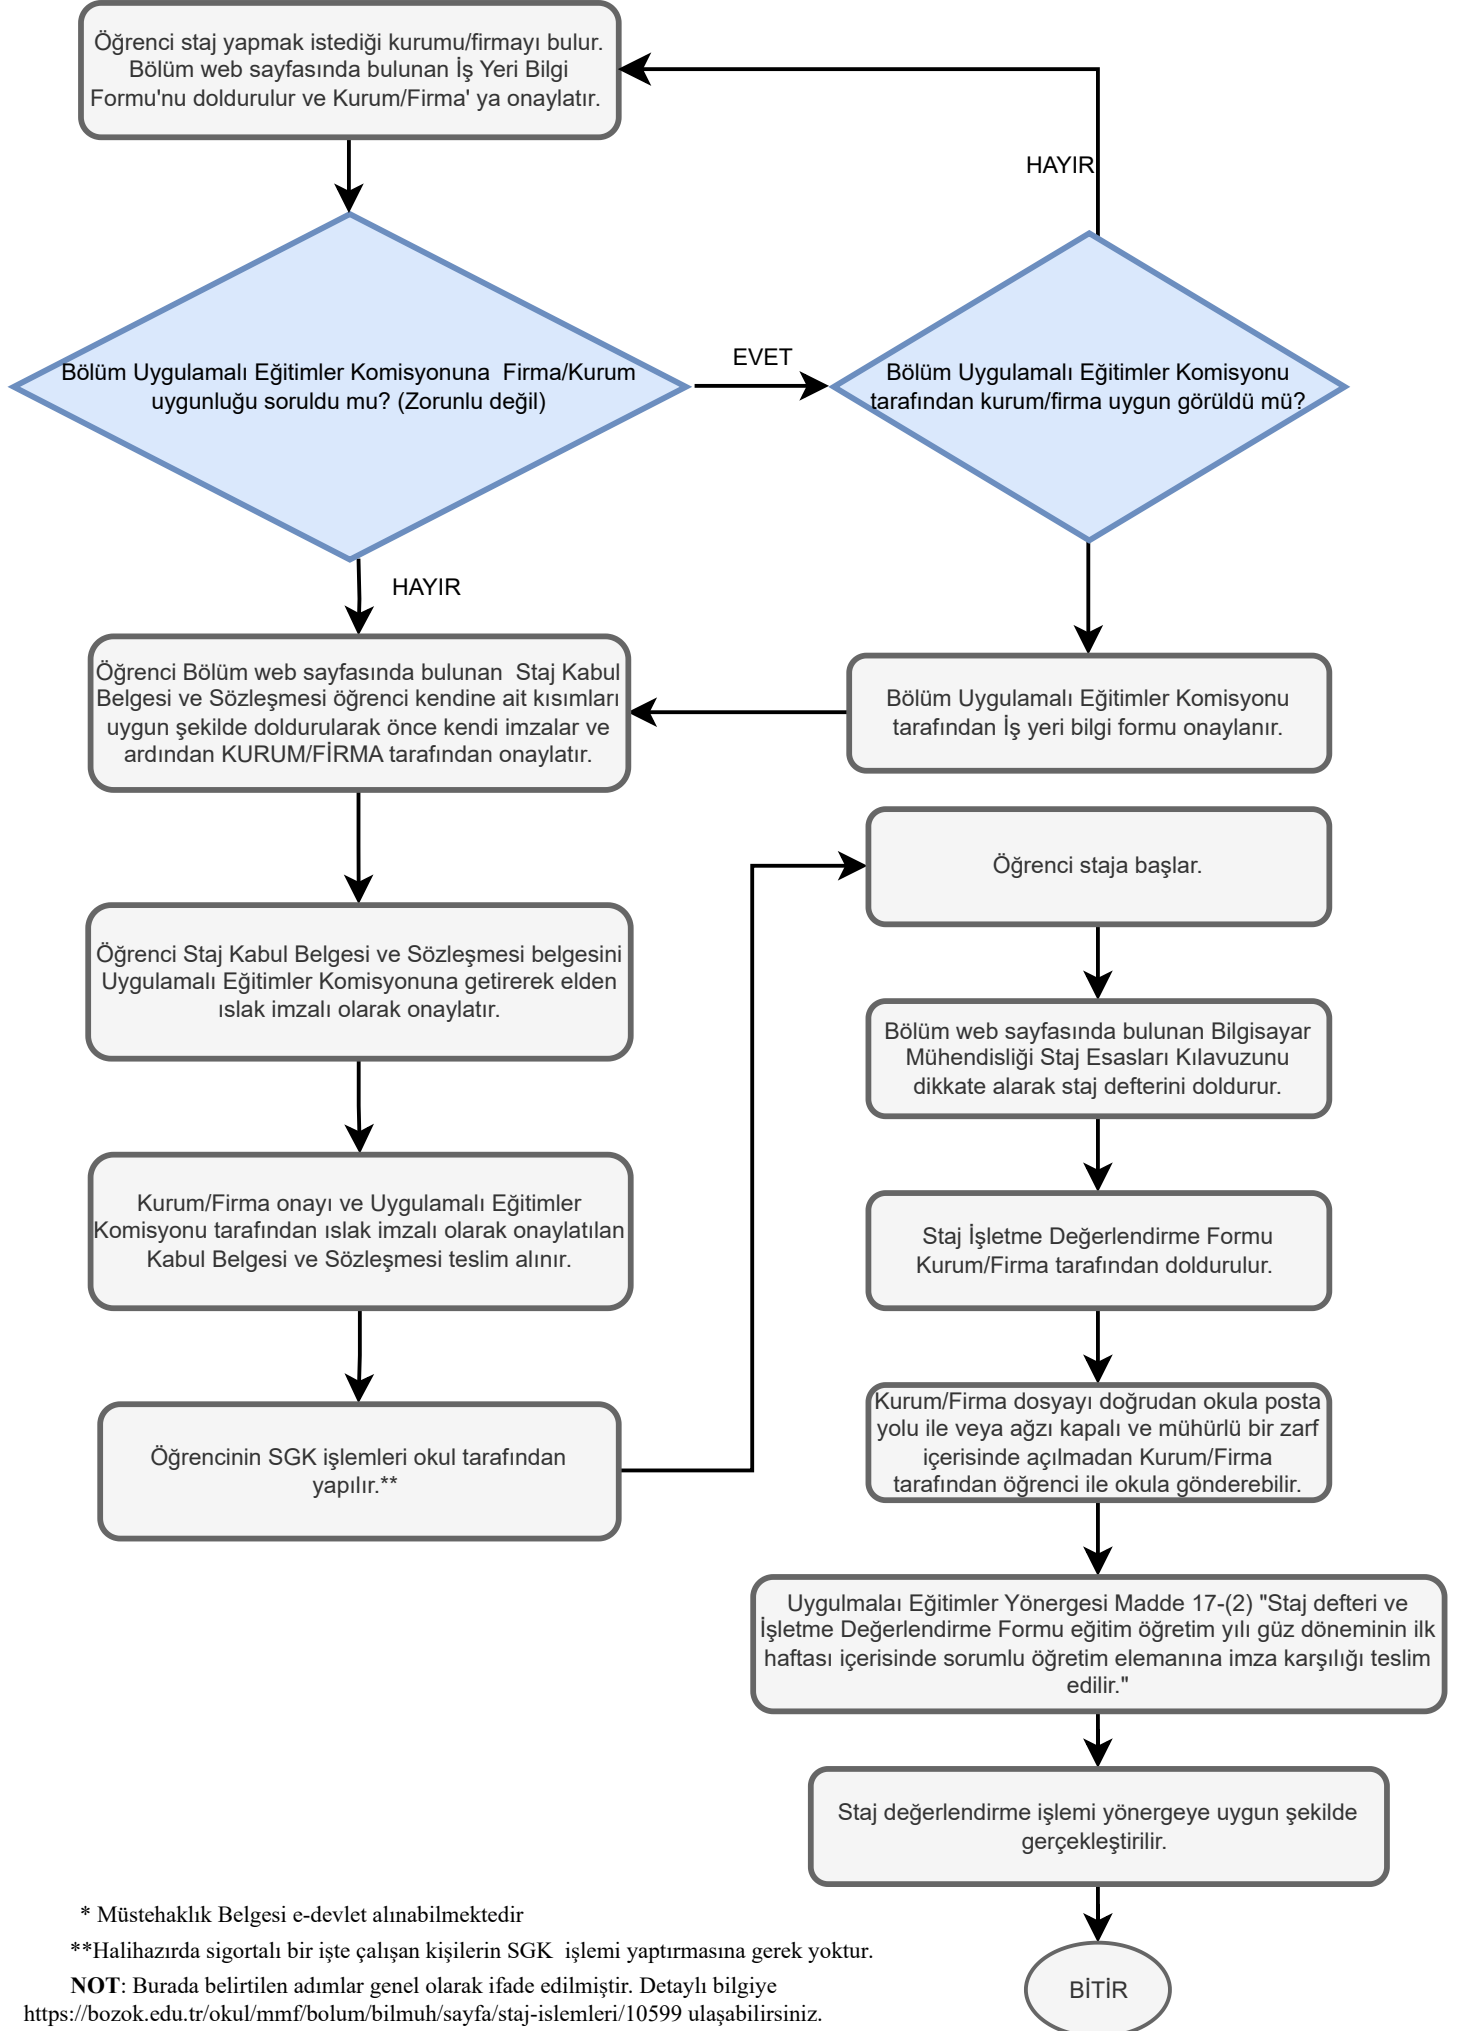 Öğrenci staj yapmak istediği kurumu/firmayı bulur.
Bölüm web sayfasında bulunan İş Yeri Bilgi
Formu'nu doldurulur ve Kurum/Firma' ya onaylatır.
HAYIR
Bölüm Uygulamalı Eğitimler Komisyonuna  Firma/Kurum
uygunluğu soruldu mu? (Zorunlu değil)
EVET
Bölüm Uygulamalı Eğitimler Komisyonu
tarafından kurum/firma uygun görüldü mü?
HAYIR
Öğrenci Bölüm web sayfasında bulunan  Staj Kabul
Belgesi ve Sözleşmesi öğrenci kendine ait kısımları
uygun şekilde doldurularak önce kendi imzalar ve
ardından KURUM/FİRMA tarafından onaylatır.
Bölüm Uygulamalı Eğitimler Komisyonu
tarafından İş yeri bilgi formu onaylanır.
Öğrenci Staj Kabul Belgesi ve Sözleşmesi belgesini
Uygulamalı Eğitimler Komisyonuna getirerek elden
ıslak imzalı olarak onaylatır.
Kurum/Firma onayı ve Uygulamalı Eğitimler
Komisyonu tarafından ıslak imzalı olarak onaylatılan
Kabul Belgesi ve Sözleşmesi teslim alınır.
Öğrencinin SGK işlemleri okul tarafından
yapılır.**
Öğrenci staja başlar.
Bölüm web sayfasında bulunan Bilgisayar
Mühendisliği Staj Esasları Kılavuzunu
dikkate alarak staj defterini doldurur.
Staj İşletme Değerlendirme Formu
Kurum/Firma tarafından doldurulur.
Kurum/Firma dosyayı doğrudan okula posta
yolu ile veya ağzı kapalı ve mühürlü bir zarf
içerisinde açılmadan Kurum/Firma
tarafından öğrenci ile okula gönderebilir.
Uygulmalaı Eğitimler Yönergesi Madde 17-(2) "Staj defteri ve
İşletme Değerlendirme Formu eğitim öğretim yılı güz döneminin ilk
haftası içerisinde sorumlu öğretim elemanına imza karşılığı teslim
edilir."
Staj değerlendirme işlemi yönergeye uygun şekilde
gerçekleştirilir.
BİTİR
* Müstehaklık Belgesi e-devlet alınabilmektedir
**Halihazırda sigortalı bir işte çalışan kişilerin SGK  işlemi yaptırmasına gerek yoktur.
NOT: Burada belirtilen adımlar genel olarak ifade edilmiştir. Detaylı bilgiye
https://bozok.edu.tr/okul/mmf/bolum/bilmuh/sayfa/staj-islemleri/10599 ulaşabilirsiniz.